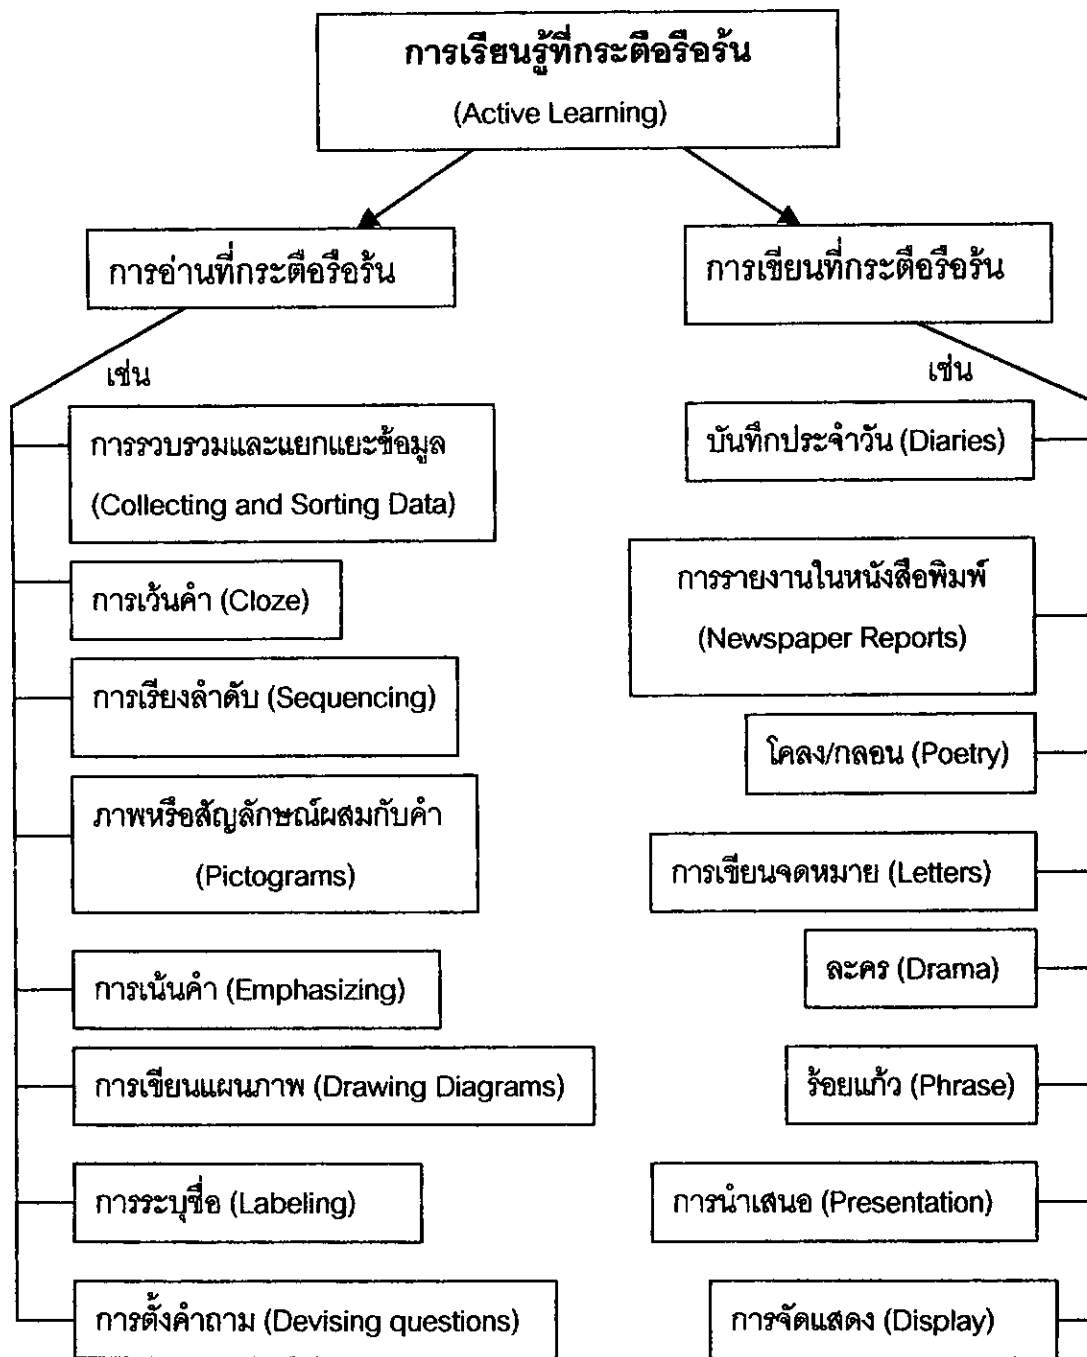 การเรียนรู้ที่กระตือรือร้น
(Active Learning)
การอ่านที่กระตือรือร้น
การเขียนที่กระตือรือร้น
เช่น
การรวบรวมและแยกแยะข้อมูล
(Collecting and Sorting Data)
การเว้นคำ (Cloze)
การเรียงลำดับ (Sequencing)
ภาพหรือสัญลักษณ์ผสมกับคำ
(Pictograms)
การเน้นคำ (Emphasizing)
การเขียนแผนภาพ (Drawing Diagrams)
การระบุชื่อ (Labeling)
การตั้งคำถาม (Devising questions)
เช่น
บันทึกประจำวัน (Diaries)
การรายงานในหนังสือพิมพ์
(Newspaper Reports)
โคลง/กลอน (Poetry)
การเขียนจดหมาย (Letters)
ละคร (Drama)
ร้อยแก้ว (Phrase)
การนำเสนอ (Presentation)
การจัดแสดง (Display)